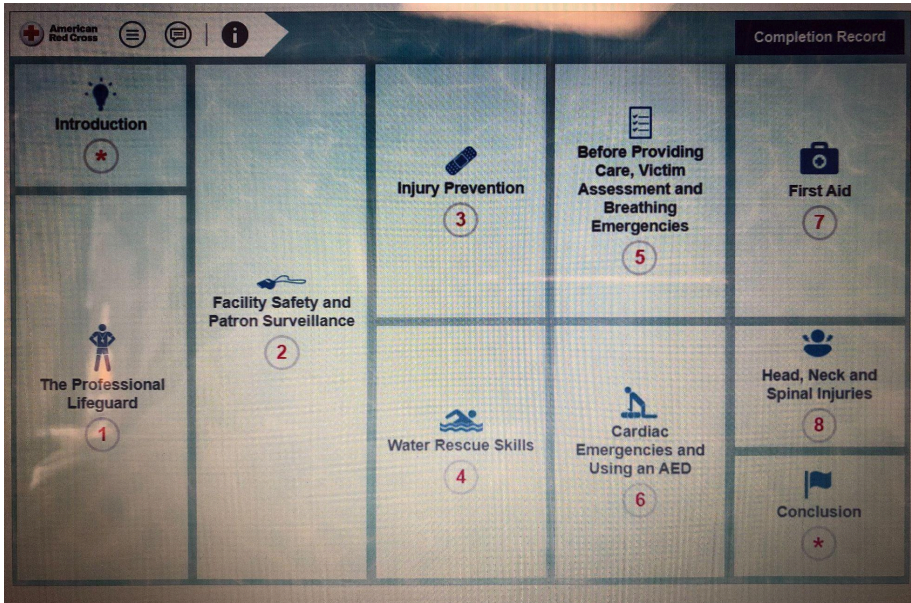 American
Red Cross
i
Completion Record
Introduction
*
The Professional
Lifeguard
1
Facility Safety and
Patron Surveillance
2
Injury Prevention
3
Water Rescue Skills
4
Before Providing
Care, Victim
Assessment and
Breathing
Emergencies
5
Cardiac
Emergencies and
Using an AED
6
First Aid
7
Head, Neck and
Spinal Injuries
8
Conclusion
*